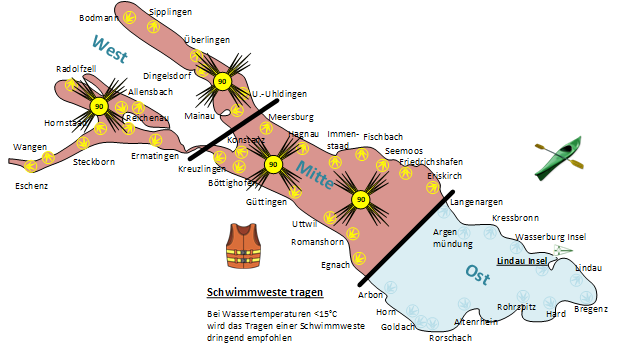 Sipplingen
Bodmann
West
Überlingen
Radolfzell
Dingelsdorf
Allensbach
U.-Uhldingen
90
90
Mainau
Meersburg
Hornstaad
Reichenau
Hagnau
Immen-
staad
Fischbach
Wangen
Konstanz
Seemoos
Steckborn
Ermatingen
Friedrichshafen
Kreuzlingen
90
Mitte
Eriskirch
Eschenz
Böttighofen
Güttingen
90
Langenargen
Kressbronn
Uttwil
Argen
mündung
Wasserburg Insel
Romanshorn
Lindau Insel
Egnach
Ost
Lindau
Schwimmweste tragen
Arbon
Rohrspitz
Bregenz
Horn
Hard
Bei Wassertemperaturen <15°C
wird das Tragen einer Schwimmweste
dringend empfohlen
Goldach
Altenrhein
Rorschach